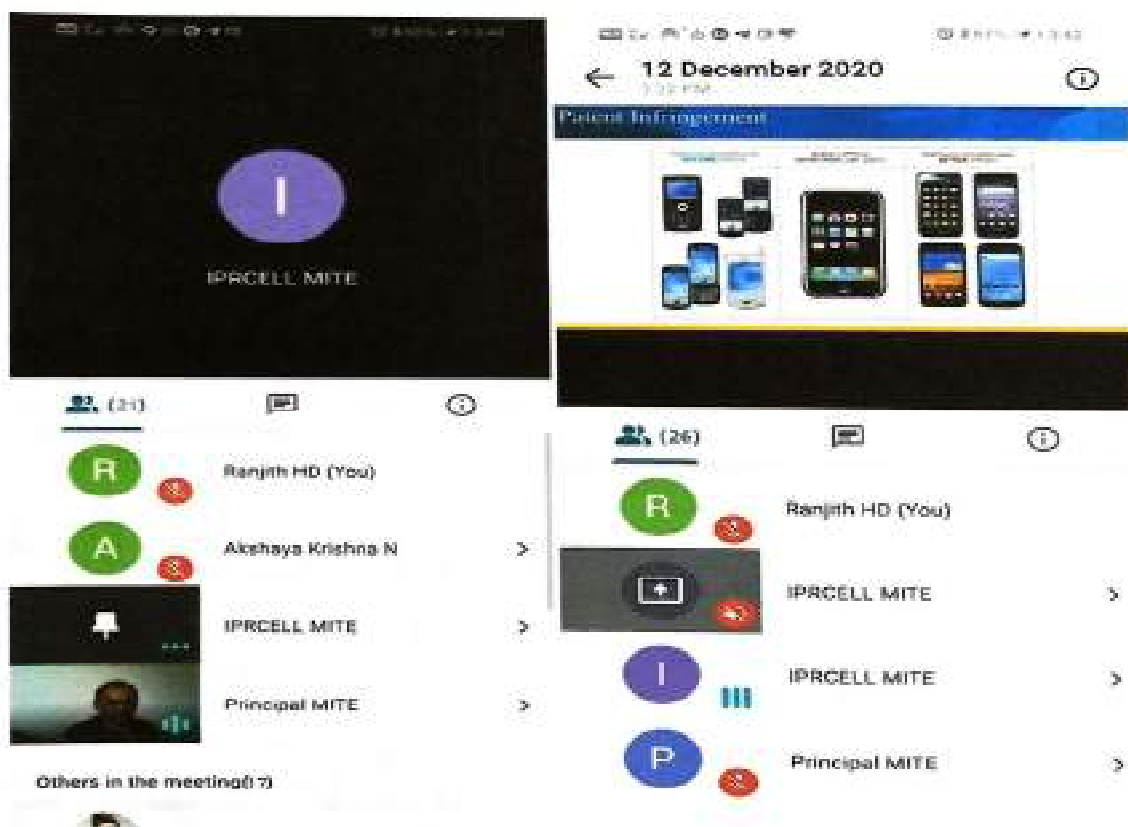 I
IPRCELL MITE
(21)
R
Ranjith HD (You)
A
Akshaya Krishna N
IPRCELL MITE
Principal MITE
Others in the meeting(17)
12 December 2020
Patent Infringement
(26)
R
Ranjith HD (You)
IPRCELL MITE
I
IPRCELL MITE
P
Principal MITE